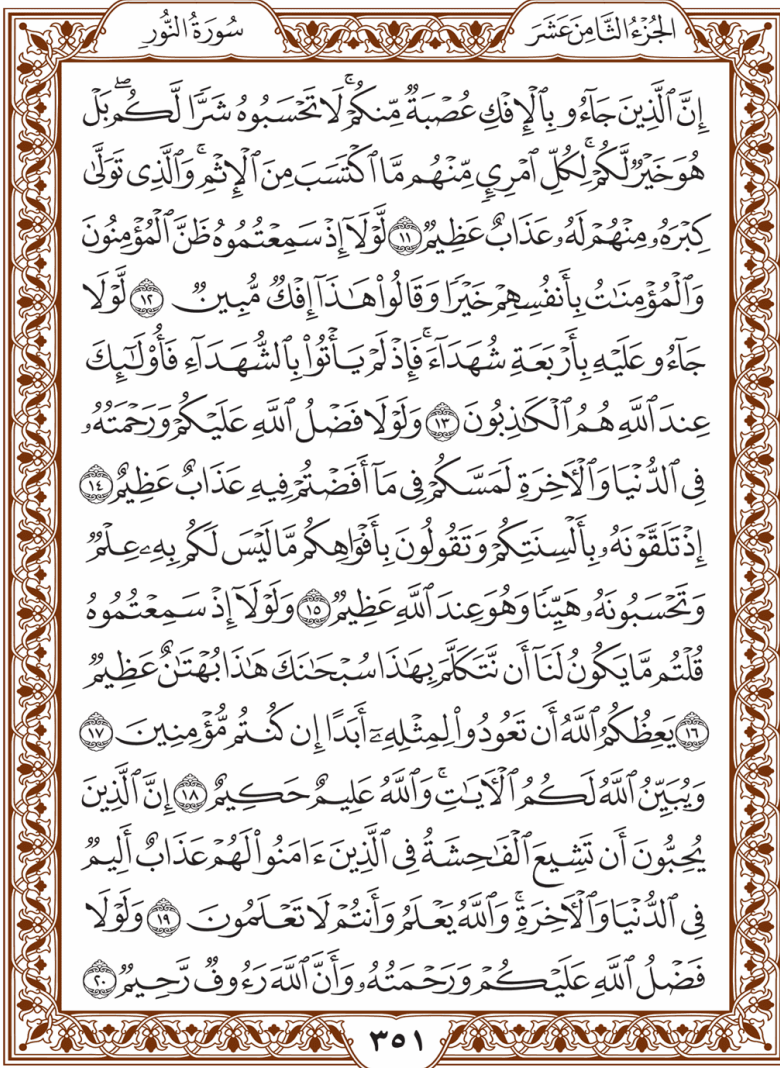 الجُزْءُ الثَّامِنَ عَشَرَ
سُورَةُ النُّورِ
إِنَّ ٱلَّذِينَ جَآءُو بِٱلْإِفْكِ عُصْبَةٌ مِّنكُمْ ۚ لَا تَحْسَبُوهُ شَرًّا لَّكُم ۖ بَلْ
هُوَ خَيْرٌ لَّكُمْ ۚ لِكُلِّ ٱمْرِئٍ مِّنْهُم مَّا ٱكْتَسَبَ مِنَ ٱلْإِثْمِ ۚ وَٱلَّذِى تَوَلَّىٰ
كِبْرَهُۥ مِنْهُمْ لَهُۥ عَذَابٌ عَظِيمٌ ١١ لَّوْلَآ إِذْ سَمِعْتُمُوهُ ظَنَّ ٱلْمُؤْمِنُونَ
وَٱلْمُؤْمِنَـٰتُ بِأَنفُسِهِمْ خَيْرًا وَقَالُوا۟ هَـٰذَآ إِفْكٌ مُّبِينٌ ١٢ لَّوْلَا
جَآءُو عَلَيْهِ بِأَرْبَعَةِ شُهَدَآءَ ۚ فَإِذْ لَمْ يَأْتُوا۟ بِٱلشُّهَدَآءِ فَأُو۟لَـٰٓئِكَ
عِندَ ٱللَّهِ هُمُ ٱلْكَـٰذِبُونَ ١٣ وَلَوْلَا فَضْلُ ٱللَّهِ عَلَيْكُمْ وَرَحْمَتُهُۥ
فِى ٱلدُّنْيَا وَٱلْـَٔاخِرَةِ لَمَسَّكُمْ فِى مَآ أَفَضْتُمْ فِيهِ عَذَابٌ عَظِيمٌ ١٤
إِذْ تَلَقَّوْنَهُۥ بِأَلْسِنَتِكُمْ وَتَقُولُونَ بِأَفْوَاهِكُم مَّا لَيْسَ لَكُم بِهِۦ عِلْمٌ
وَتَحْسَبُونَهُۥ هَيِّنًا وَهُوَ عِندَ ٱللَّهِ عَظِيمٌ ١٥ وَلَوْلَآ إِذْ سَمِعْتُمُوهُ
قُلْتُم مَّا يَكُونُ لَنَآ أَن نَّتَكَلَّمَ بِهَـٰذَا سُبْحَـٰنَكَ هَـٰذَا بُهْتَـٰنٌ عَظِيمٌ
١٦ يَعِظُكُمُ ٱللَّهُ أَن تَعُودُوا۟ لِمِثْلِهِۦٓ أَبَدًا إِن كُنتُم مُّؤْمِنِينَ ١٧
وَيُبَيِّنُ ٱللَّهُ لَكُمُ ٱلْـَٔايَـٰتِ ۚ وَٱللَّهُ عَلِيمٌ حَكِيمٌ ١٨ إِنَّ ٱلَّذِينَ
يُحِبُّونَ أَن تَشِيعَ ٱلْفَـٰحِشَةُ فِى ٱلَّذِينَ ءَامَنُوا۟ لَهُمْ عَذَابٌ أَلِيمٌ
فِى ٱلدُّنْيَا وَٱلْـَٔاخِرَةِ ۚ وَٱللَّهُ يَعْلَمُ وَأَنتُمْ لَا تَعْلَمُونَ ١٩ وَلَوْلَا
فَضْلُ ٱللَّهِ عَلَيْكُمْ وَرَحْمَتُهُۥ وَأَنَّ ٱللَّهَ رَءُوفٌ رَّحِيمٌ ٢٠
٣٥١